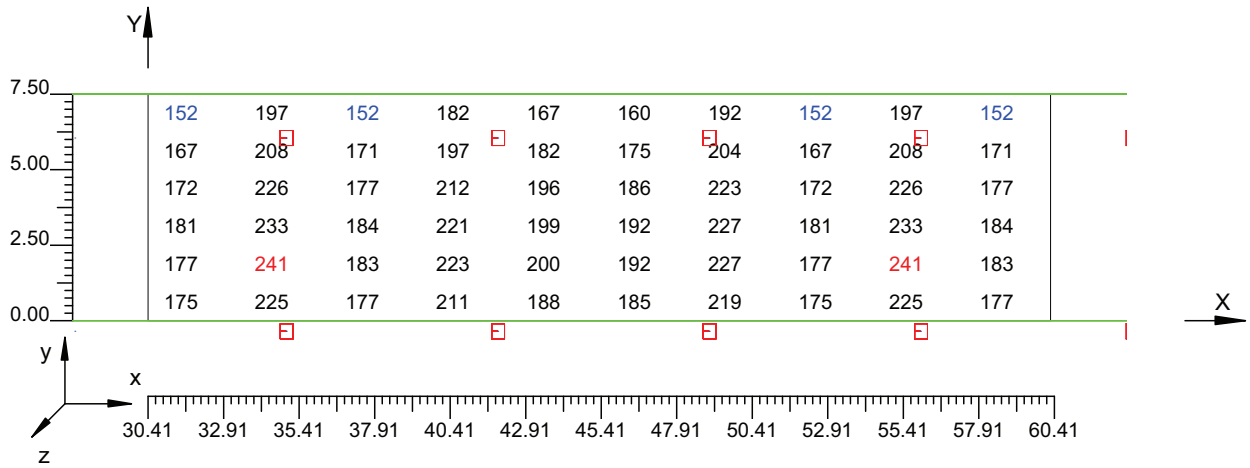 Y
7.50
152 197 152 182 167 160 192 152 197 152
E E E E
167 208 171 197 182 175 204 167 208 171
5.00
172 226 177 212 196 186 223 172 226 177
181 233 184 221 199 192 227 181 233 184
2.50
177 241 183 223 200 192 227 177 241 183
175 225 177 211 188 185 219 175 225 177
0.00
X
E E E E
y
x
30.41 32.91 35.41 37.91 40.41 42.91 45.41 47.91 50.41 52.91 55.41 57.91 60.41
z